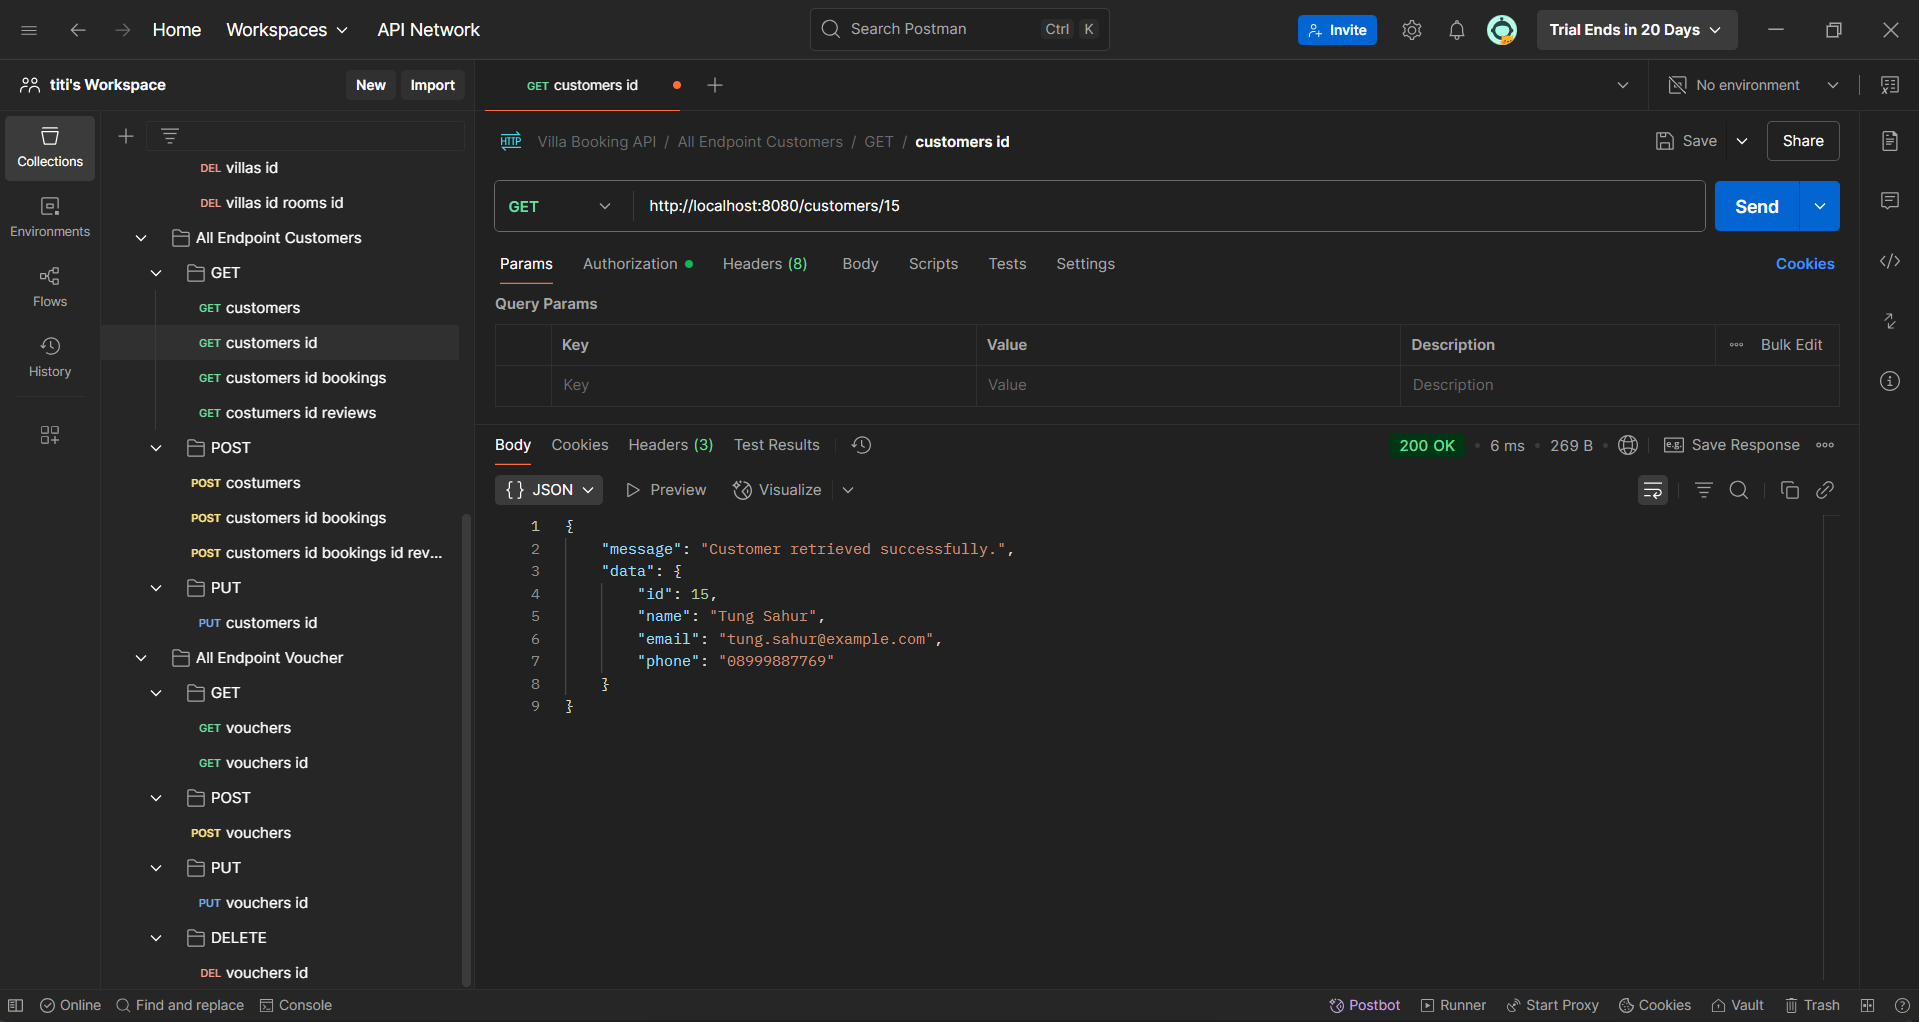 Home Workspaces API Network Search Postman Ctrl K Invite Trial Ends in 20 Days
titi's Workspace New Import GET customers id No environment
Collections
Environments
Flows
History
DEL villas id
DEL villas id rooms id
All Endpoint Customers
GET
GET customers
GET customers id
GET customers id bookings
GET costumers id reviews
POST
POST costumers
POST customers id bookings
POST customers id bookings id rev...
PUT
PUT customers id
All Endpoint Voucher
GET
GET vouchers
GET vouchers id
POST
POST vouchers
PUT
PUT vouchers id
DELETE
DEL vouchers id
HTTP Villa Booking API / All Endpoint Customers / GET / customers id Save Share
GET http://localhost:8080/customers/15 Send
Params Authorization Headers (8) Body Scripts Tests Settings Cookies
Query Params
Key Value Description Bulk Edit
Key Value Description
Body Cookies Headers (3) Test Results 200 OK 6 ms 269 B e.g. Save Response
{} JSON Preview Visualize
1 {
2 "message": "Customer retrieved successfully.",
3 "data": {
4 "id": 15,
5 "name": "Tung Sahur",
6 "email": "tung.sahur@example.com",
7 "phone": "08999887769"
8 }
9 }
Online Find and replace Console Postbot Runner Start Proxy Cookies Vault Trash